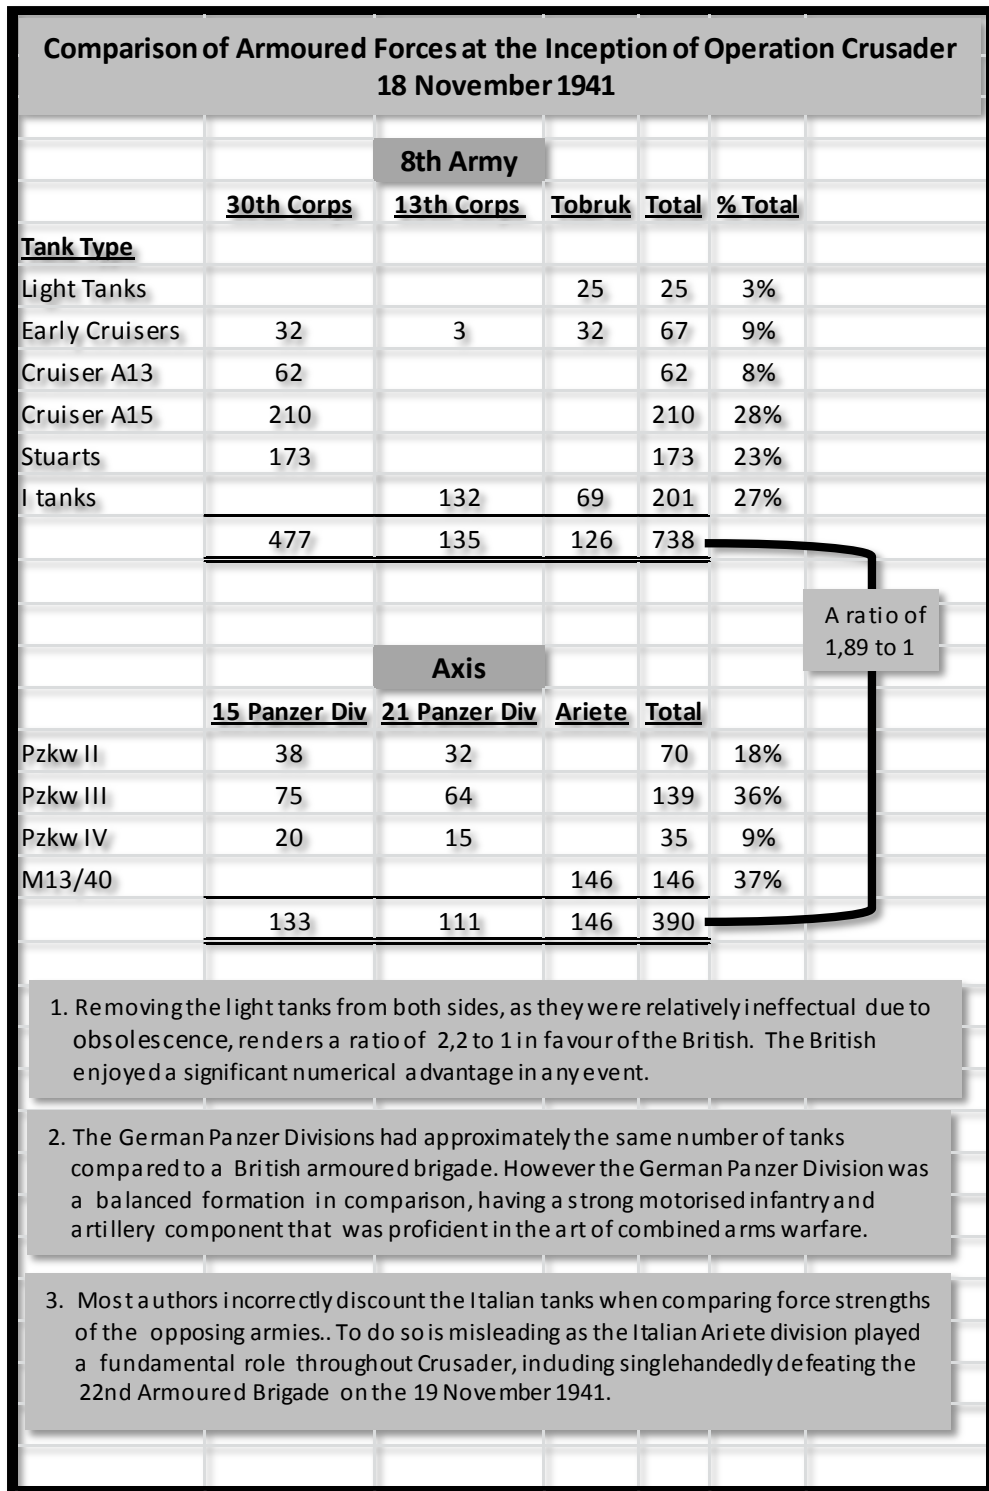 Comparison of Armoured Forces at the Inception of Operation Crusader
18 November 1941
8th Army
30th Corps 13th Corps Tobruk Total % Total
Tank Type
Light Tanks 25 25 3%
Early Cruisers 32 3 32 67 9%
Cruiser A13 62 62 8%
Cruiser A15 210 210 28%
Stuarts 173 173 23%
I tanks 132 69 201 27%
477 135 126 738
A ratio of
1,89 to 1
Axis
15 Panzer Div 21 Panzer Div Ariete Total
Pzkw II 38 32 70 18%
Pzkw III 75 64 139 36%
Pzkw IV 20 15 35 9%
M13/40 146 146 37%
133 111 146 390
1. Removing the light tanks from both sides, as they were relatively ineffectual due to
obsolescence, renders a ratio of 2,2 to 1 in favour of the British. The British
enjoyed a significant numerical advantage in any event.
2. The German Panzer Divisions had approximately the same number of tanks
compared to a British armoured brigade. However the German Panzer Division was
a balanced formation in comparison, having a strong motorised infantry and
artillery component that was proficient in the art of combined arms warfare.
3. Most authors incorrectly discount the Italian tanks when comparing force strengths
of the opposing armies.. To do so is misleading as the Italian Ariete division played
a fundamental role throughout Crusader, including singlehandedly defeating the
22nd Armoured Brigade on the 19 November 1941.